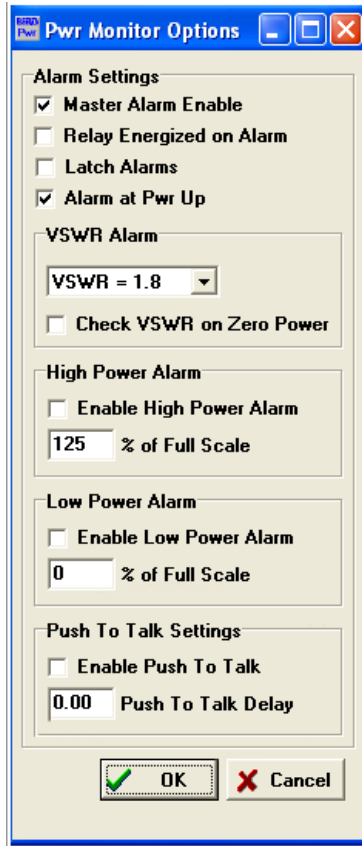 BIRD
Pwr
Pwr Monitor Options
Alarm Settings
Master Alarm Enable
Relay Energized on Alarm
Latch Alarms
Alarm at Pwr Up
VSWR Alarm
VSWR = 1.8
Check VSWR on Zero Power
High Power Alarm
Enable High Power Alarm
125 % of Full Scale
Low Power Alarm
Enable Low Power Alarm
0 % of Full Scale
Push To Talk Settings
Enable Push To Talk
0.00 Push To Talk Delay
OK Cancel